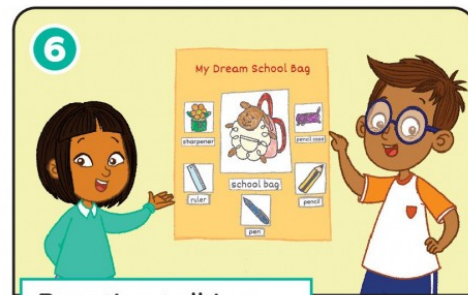 6
My Dream School Bag
sharpener
pencil case
school bag
ruler
pencil
pen